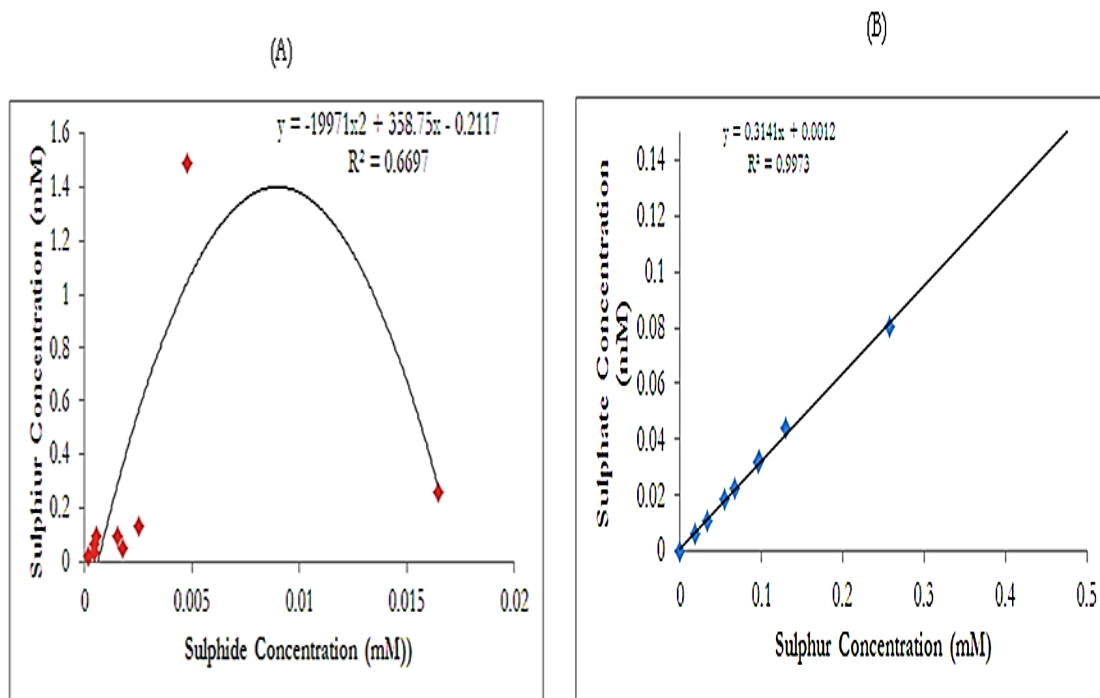 (A)
y = -19971x2 + 358.75x - 0.2117
R² = 0.6697
Sulphur Concentration (mM)
1.6
1.4
1.2
1
0.8
0.6
0.4
0.2
0
0 0.005 0.01 0.015 0.02
Sulphide Concentration (mM))
(B)
y = 0.3141x + 0.0012
R² = 0.9973
Sulphate Concentration
(mM)
0.14
0.12
0.1
0.08
0.06
0.04
0.02
0
0 0.1 0.2 0.3 0.4 0.5
Sulphur Concentration (mM)